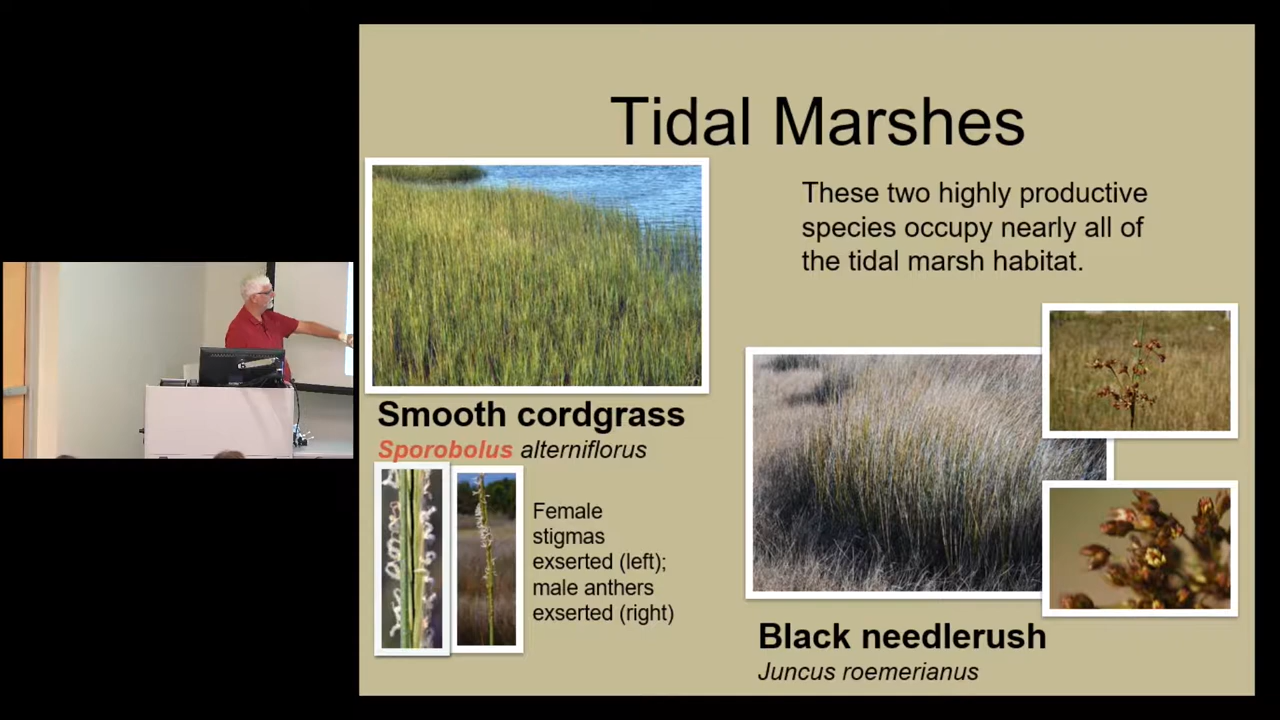 Tidal Marshes
These two highly productive
species occupy nearly all of
the tidal marsh habitat.
Smooth cordgrass
Sporobolus alterniflorus
Female
stigmas
exserted (left);
male anthers
exserted (right)
Black needlerush
Juncus roemerianus